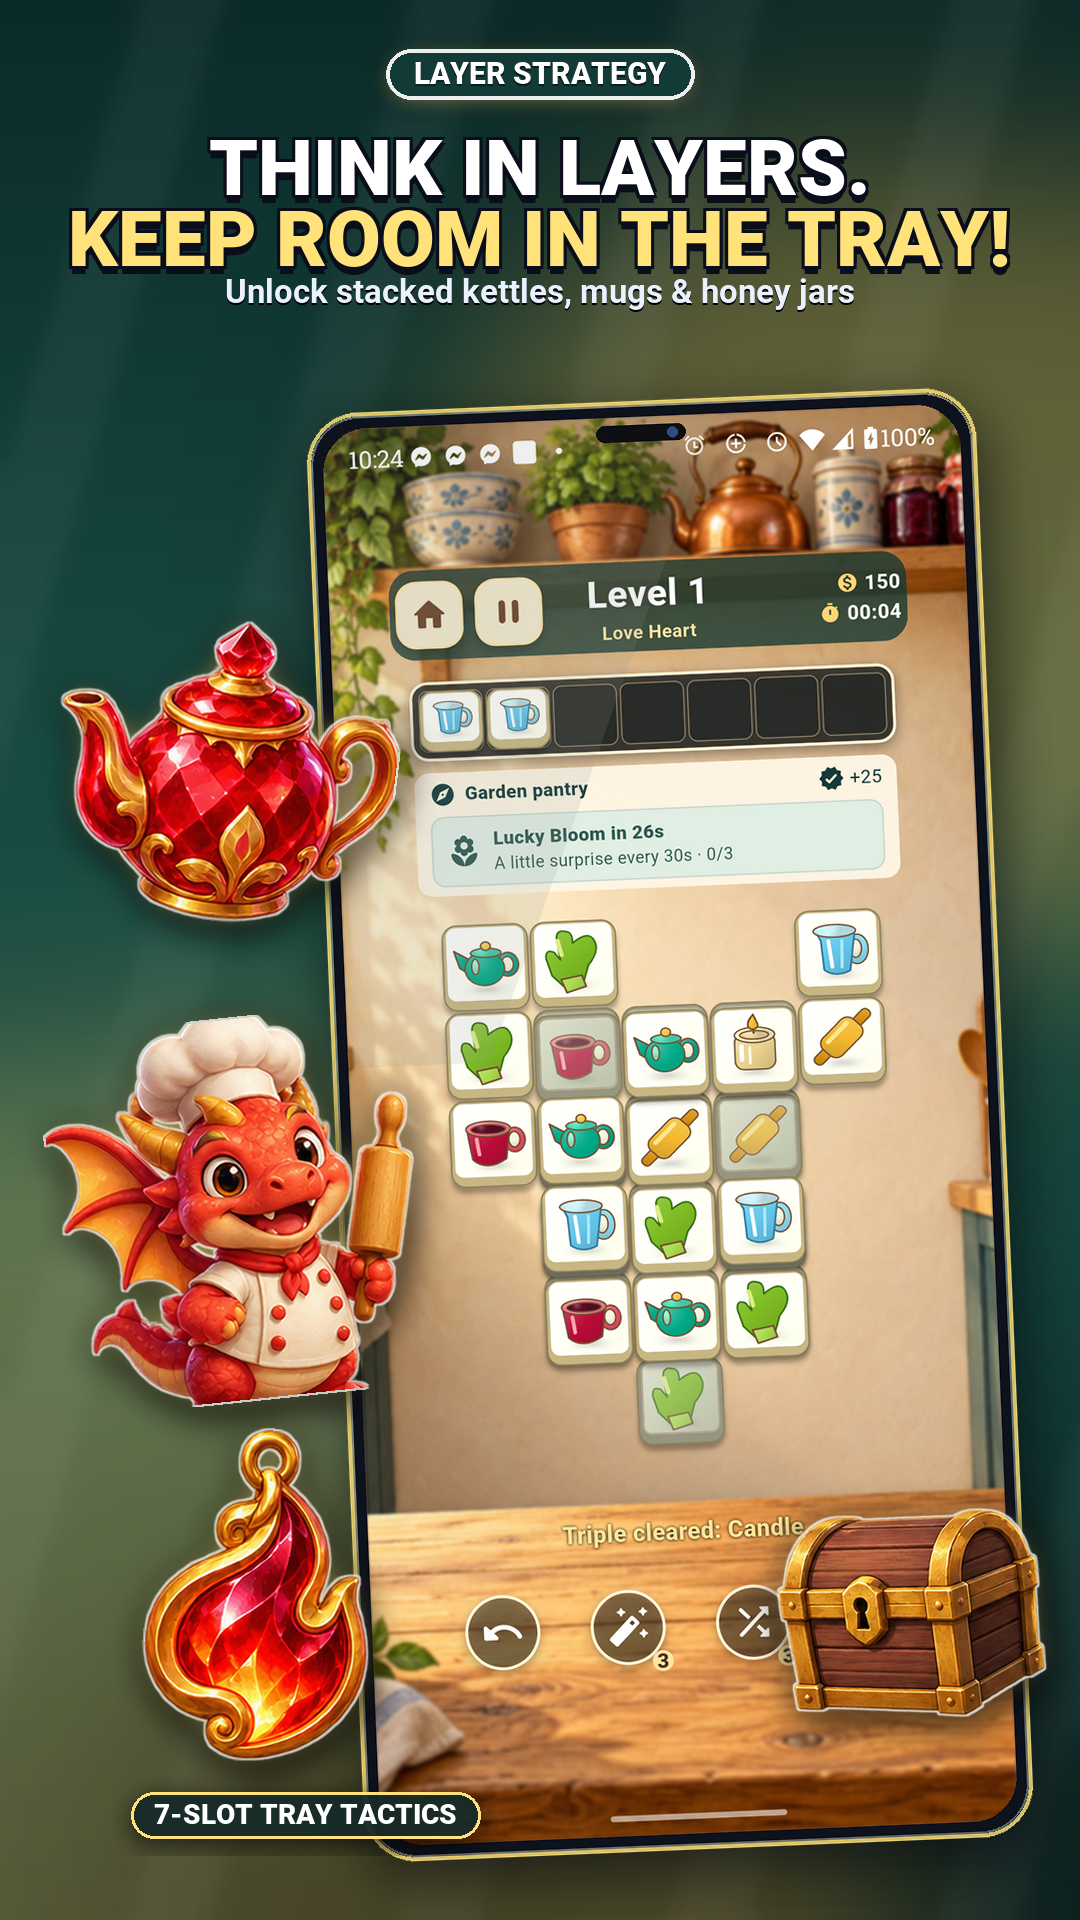 LAYER STRATEGY
THINK IN LAYERS.
KEEP ROOM IN THE TRAY!
Unlock stacked kettles, mugs & honey jars
10:24
100%
Level 1
Love Heart
150
00:04
Garden pantry
+25
Lucky Bloom in 26s
A little surprise every 30s · 0/3
Triple cleared: Candle
3
3
7-SLOT TRAY TACTICS